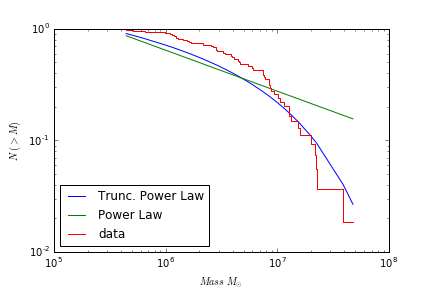 10^0
10^-1
10^-2
N (> M)
Trunc. Power Law
Power Law
data
10^5 10^6 10^7 10^8
Mass M_⊙